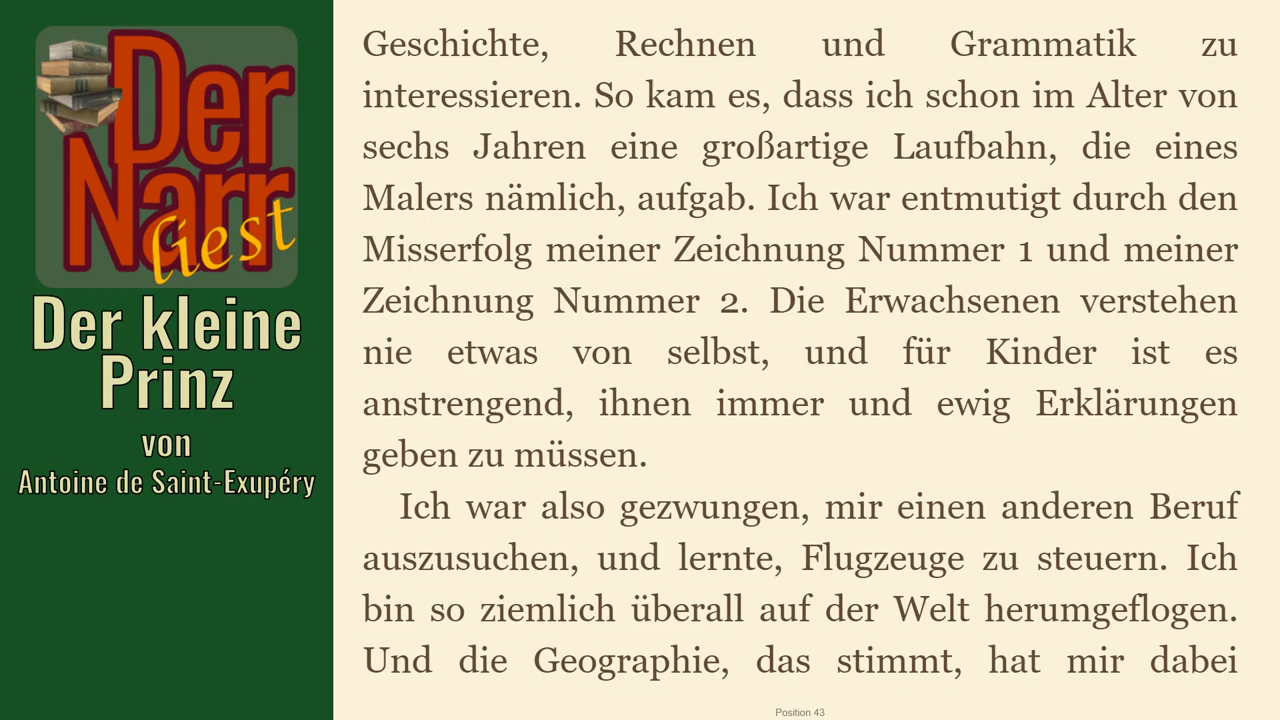 Der
Narr
liest
Der kleine
Prinz
von
Antoine de Saint-Exupéry
Geschichte, Rechnen und Grammatik zu
interessieren. So kam es, dass ich schon im Alter von
sechs Jahren eine großartige Laufbahn, die eines
Malers nämlich, aufgab. Ich war entmutigt durch den
Misserfolg meiner Zeichnung Nummer 1 und meiner
Zeichnung Nummer 2. Die Erwachsenen verstehen
nie etwas von selbst, und für Kinder ist es
anstrengend, ihnen immer und ewig Erklärungen
geben zu müssen.
Ich war also gezwungen, mir einen anderen Beruf
auszusuchen, und lernte, Flugzeuge zu steuern. Ich
bin so ziemlich überall auf der Welt herumgeflogen.
Und die Geographie, das stimmt, hat mir dabei
Position 43